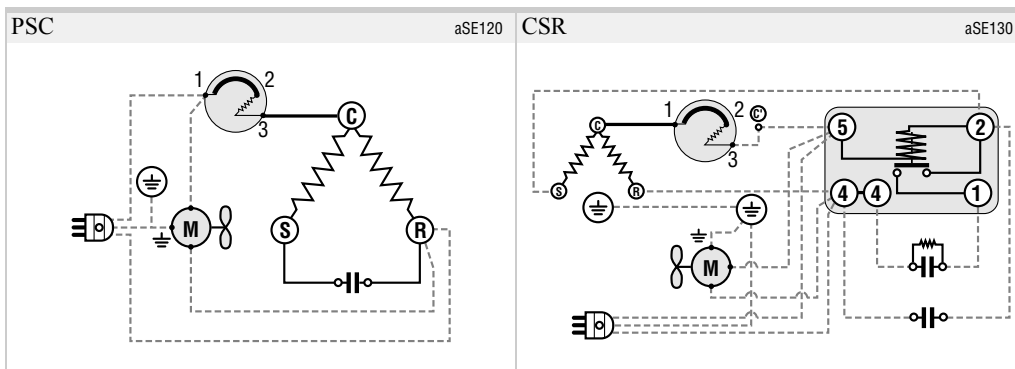 PSC aSE120
1 2
3
C
S R
M
CSR aSE130
1 2 C'
3
C
S R
5 2
4 4 1
M